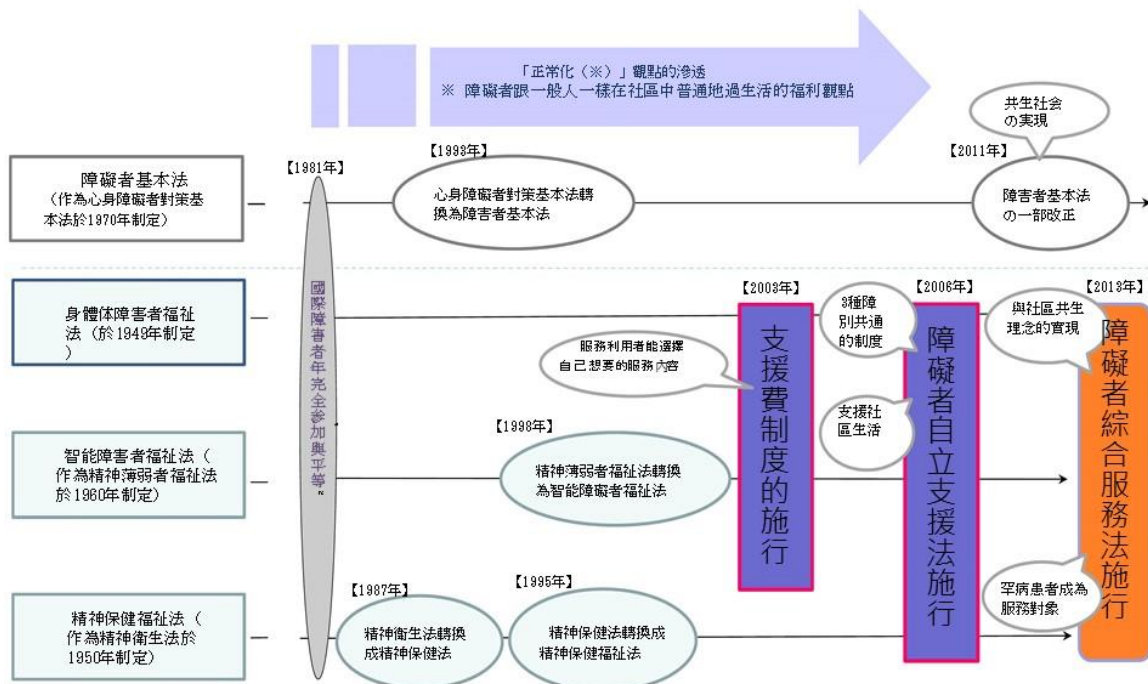 「正常化（※）」觀點的滲透
※ 障礙者跟一般人一樣在社區中普通地過生活的福利觀點
共生社会
の実現
障礙者基本法
（作為心身障礙者對策基
本法於1970年制定）
【1981年】
【1993年】
心身障礙者對策基本法轉
換為障害者基本法
【2011年】
障害者基本法
の一部改正
國際障害者年完全參加與平等"
身體体障害者福祉
法（於1949年制定
）
【2003年】
支援費制度的施行
服務利用者能選擇
自己想要的服務內容
3種障
別共通
的制度
支援社
區生活
【2006年】
障礙者自立支援法施行
與社區共生
理念的實現
【2013年】
障礙者綜合服務法施行
智能障害者福祉法（
作為精神薄弱者福祉法
於1960年制定）
【1998年】
精神薄弱者福祉法轉換
為智能障礙者福祉法
精神保健福祉法（
作為精神衛生法於
1950年制定）
【1987年】
精神衛生法轉換
成精神保健法
【1995年】
精神保健法轉換成
精神保健福祉法
罕病患者成為
服務對象